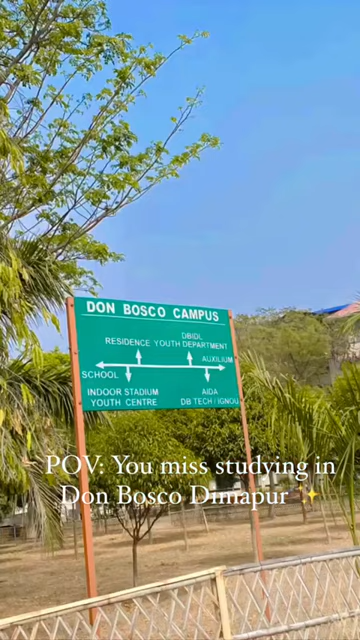 DON BOSCO CAMPUS
DBIDL
RESIDENCE YOUTH DEPARTMENT
AUXILIUM
SCHOOL
INDOOR STADIUM AIDA
YOUTH CENTRE DB TECH / IGNOU
POV: You miss studying in
Don Bosco Dimapur ✨